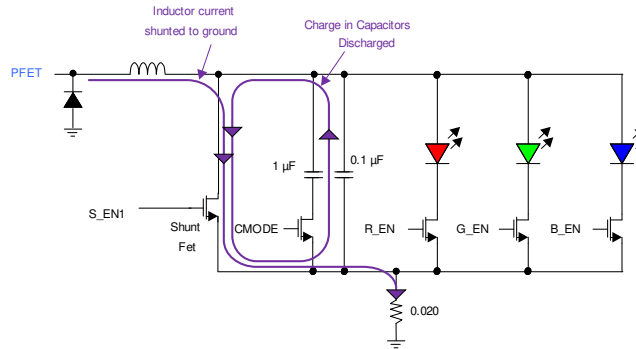 Inductor current
shunted to ground
Charge in Capacitors
Discharged
PFET
1 µF
0.1 µF
S_EN1
Shunt
Fet
CMODE
R_EN
G_EN
B_EN
0.020